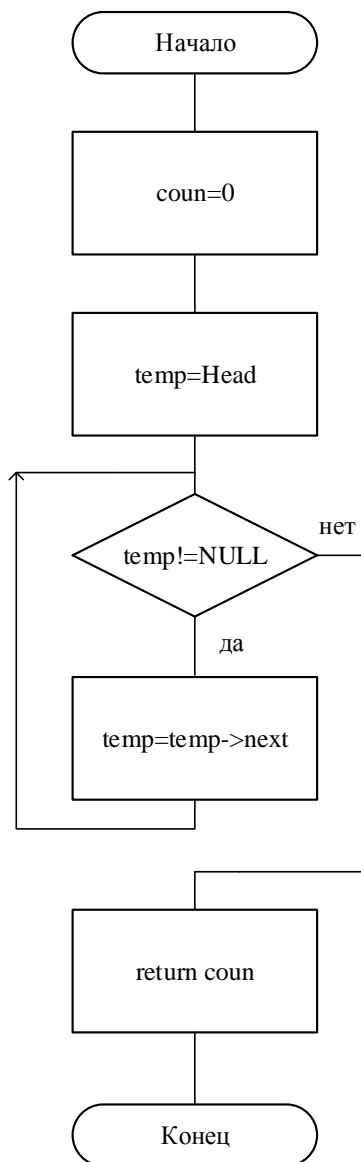 Начало
coun=0
temp=Head
temp!=NULL
нет
да
temp=temp->next
return coun
Конец